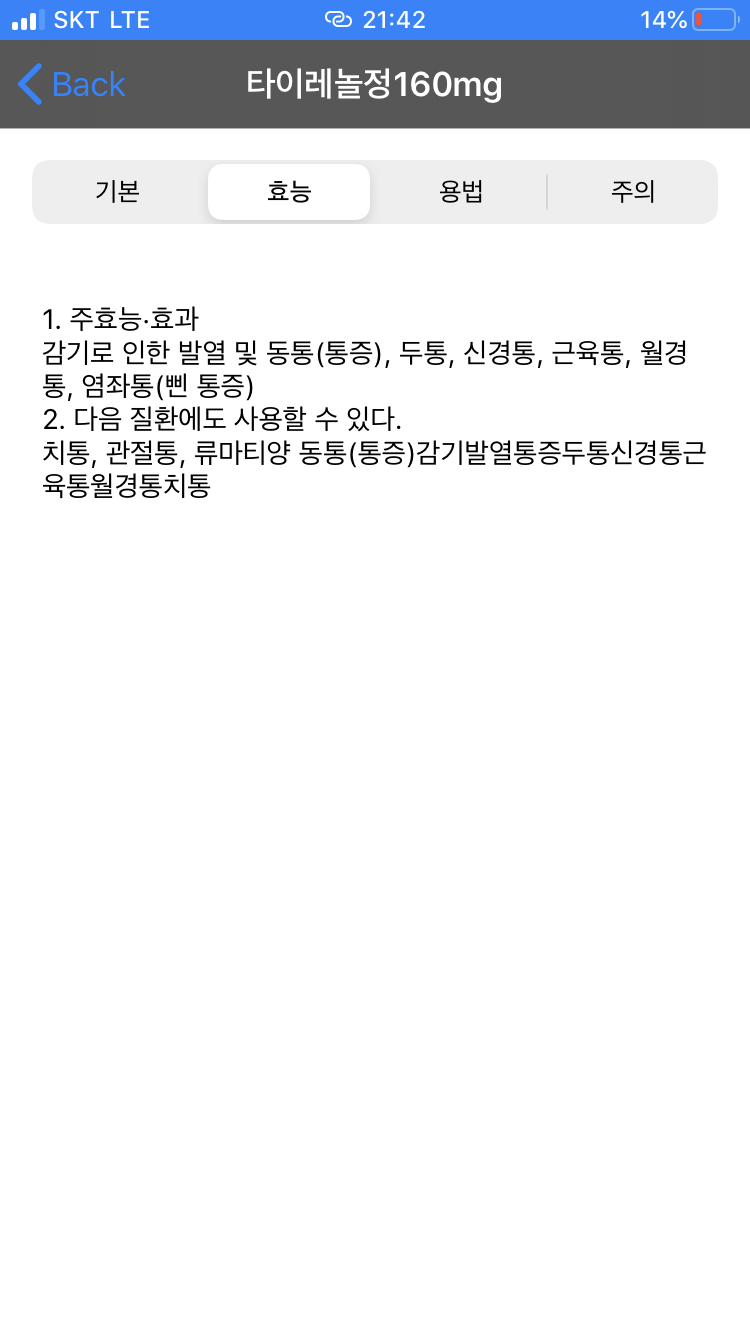 SKT LTE 21:42 14%
Back 타이레놀정160mg
기본 효능 용법 주의
1. 주효능·효과
감기로 인한 발열 및 동통(통증), 두통, 신경통, 근육통, 월경
통, 염좌통(삔 통증)
2. 다음 질환에도 사용할 수 있다.
치통, 관절통, 류마티양 동통(통증)감기발열통증두통신경통근
육통월경통치통